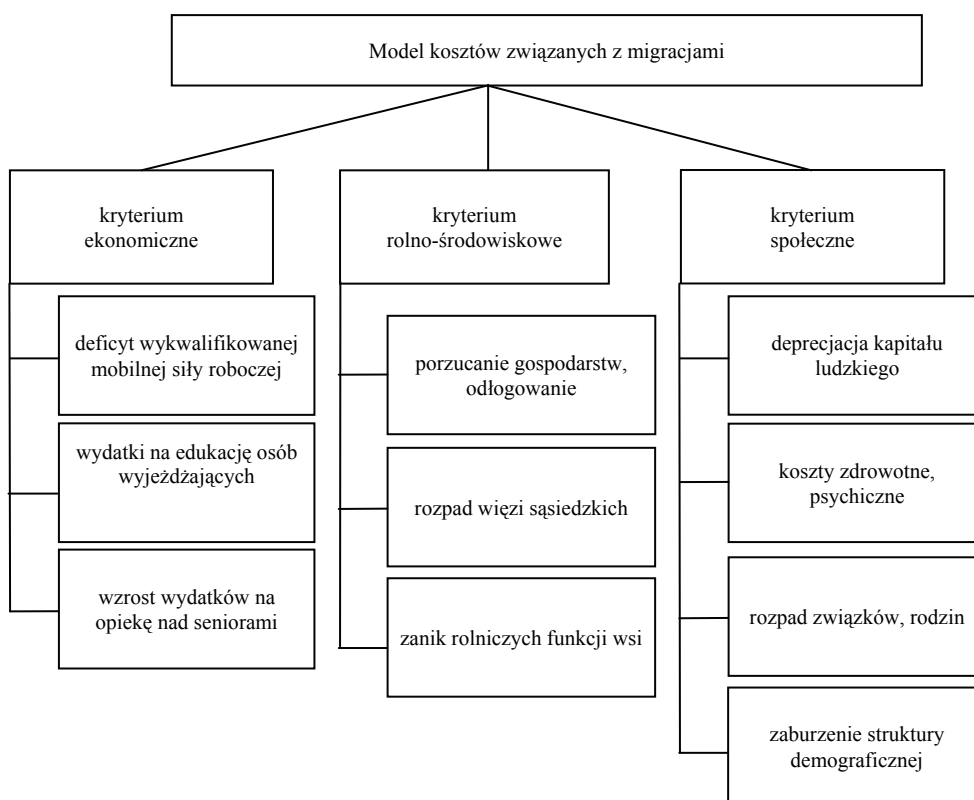 Model kosztów związanych z migracjami
kryterium
ekonomiczne
deficyt wykwalifikowanej
mobilnej siły roboczej
wydatki na edukację osób
wyjeżdżających
wzrost wydatków na
opiekę nad seniorami
kryterium
rolno-środowiskowe
porzucanie gospodarstw,
odłogowanie
rozpad więzi sąsiedzkich
zanik rolniczych funkcji wsi
kryterium
społeczne
deprecjacja kapitału
ludzkiego
koszty zdrowotne,
psychiczne
rozpad związków, rodzin
zaburzenie struktury
demograficznej